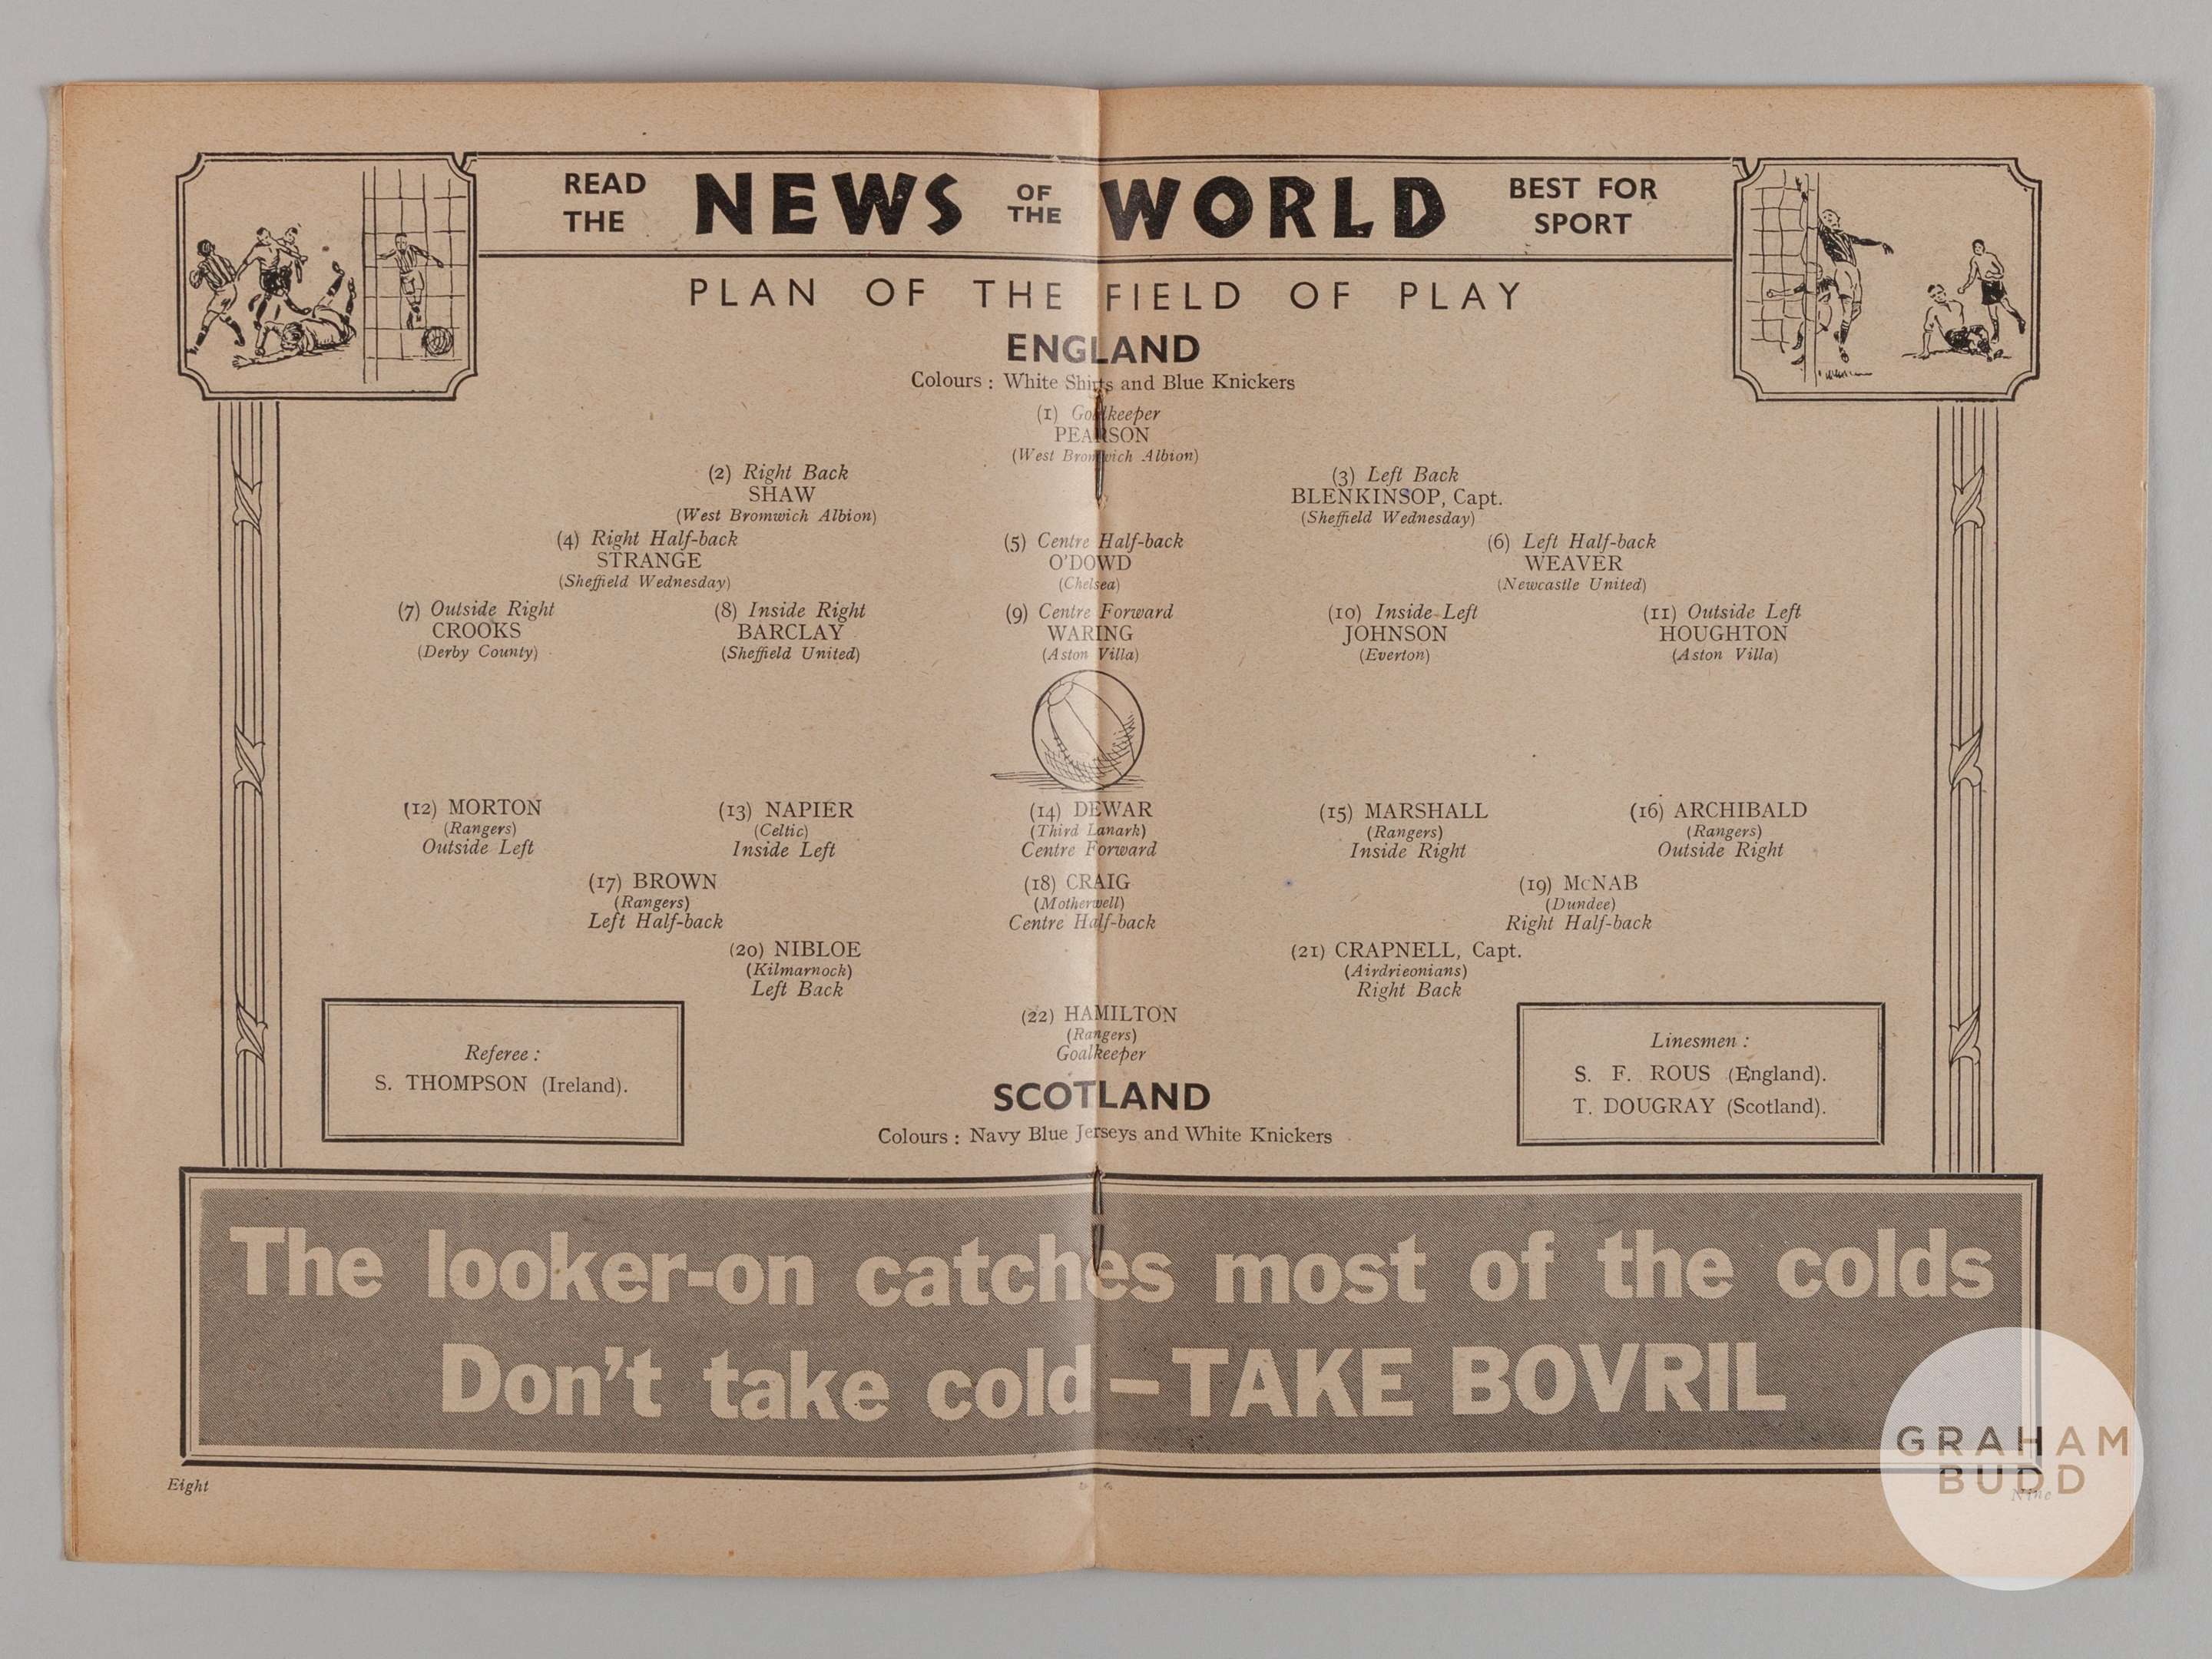 READ THE NEWS OF THE WORLD BEST FOR SPORT
PLAN OF THE FIELD OF PLAY
ENGLAND
Colours : White Shirts and Blue Knickers
(1) Goalkeeper
PEARSON
(West Bromwich Albion)
(2) Right Back
SHAW
(West Bromwich Albion)
(3) Left Back
BLENKINSOP, Capt.
(Sheffield Wednesday)
(4) Right Half-back
STRANGE
(Sheffield Wednesday)
(5) Centre Half-back
O'DOWD
(Chelsea)
(6) Left Half-back
WEAVER
(Newcastle United)
(7) Outside Right
CROOKS
(Derby County)
(8) Inside Right
BARCLAY
(Sheffield United)
(9) Centre Forward
WARING
(Aston Villa)
(10) Inside-Left
JOHNSON
(Everton)
(11) Outside Left
HOUGHTON
(Aston Villa)
(12) MORTON
(Rangers)
Outside Left
(13) NAPIER
(Celtic)
Inside Left
(14) DEWAR
(Third Lanark)
Centre Forward
(15) MARSHALL
(Rangers)
Inside Right
(16) ARCHIBALD
(Rangers)
Outside Right
(17) BROWN
(Rangers)
Left Half-back
(18) CRAIG
(Motherwell)
Centre Half-back
(19) McNAB
(Dundee)
Right Half-back
(20) NIBLOE
(Kilmarnock)
Left Back
(21) CRAPNELL, Capt.
(Airdrieonians)
Right Back
(22) HAMILTON
(Rangers)
Goalkeeper
SCOTLAND
Colours : Navy Blue Jerseys and White Knickers
Referee :
S. THOMPSON (Ireland).
Linesmen :
S. F. ROUS (England).
T. DOUGRAY (Scotland).
The looker-on catches most of the colds
Don't take cold—TAKE BOVRIL
Eight
Nine
GRAHAM
BUDD